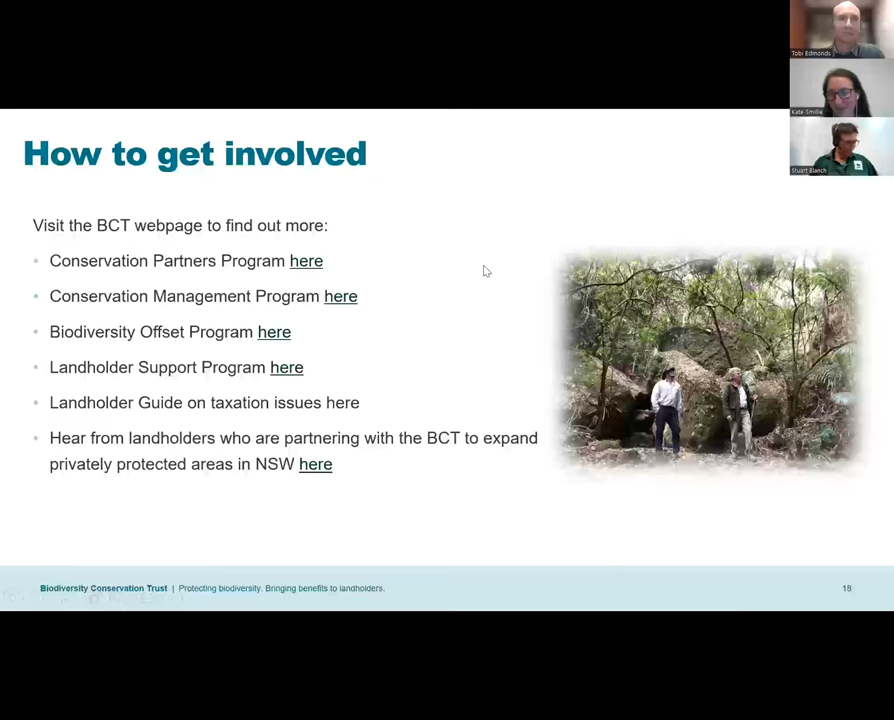 Tobi Edmonds
Kate Smillie
Stuart Blanch
How to get involved
Visit the BCT webpage to find out more:
Conservation Partners Program here
Conservation Management Program here
Biodiversity Offset Program here
Landholder Support Program here
Landholder Guide on taxation issues here
Hear from landholders who are partnering with the BCT to expand
privately protected areas in NSW here
Biodiversity Conservation Trust | Protecting biodiversity. Bringing benefits to landholders.
18